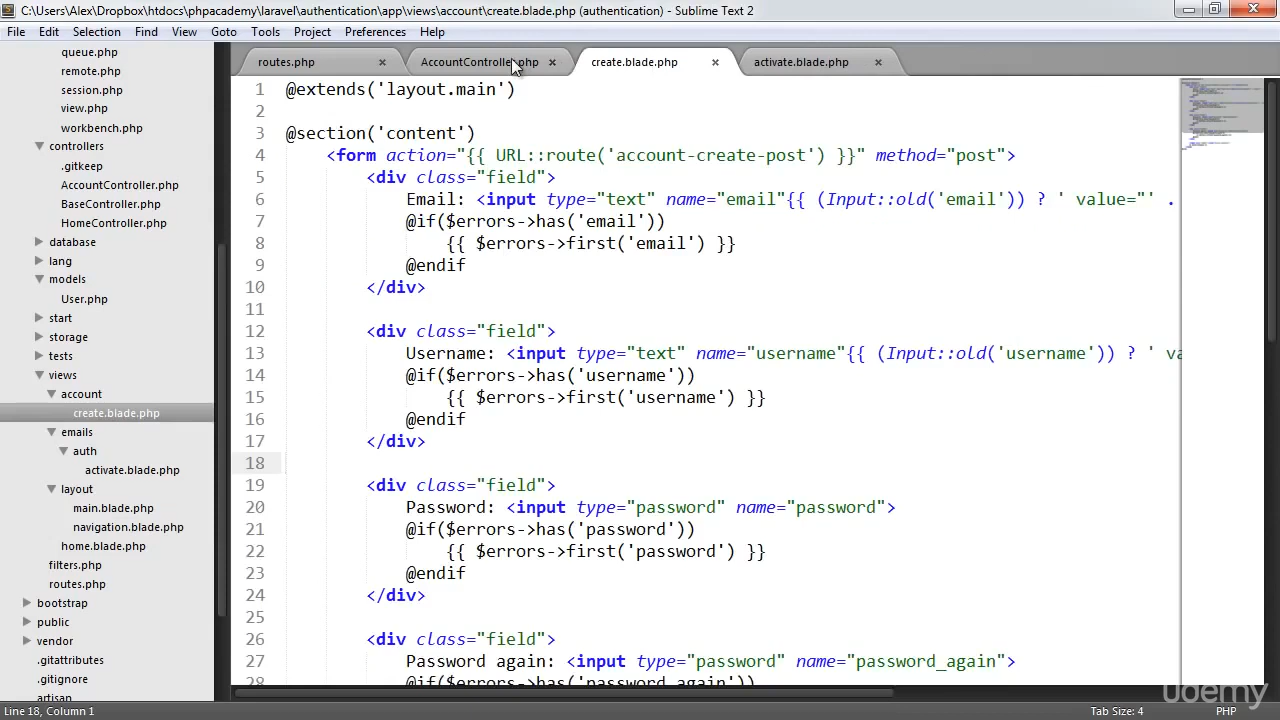 C:\Users\Alex\Dropbox\htdocs\phpacademy\laravel\authentication\app\views\account\create.blade.php (authentication) - Sublime Text 2
File Edit Selection Find View Goto Tools Project Preferences Help
queue.php
remote.php
session.php
view.php
workbench.php
controllers
.gitkeep
AccountController.php
BaseController.php
HomeController.php
database
lang
models
User.php
start
storage
tests
views
account
create.blade.php
emails
auth
activate.blade.php
layout
main.blade.php
navigation.blade.php
home.blade.php
filters.php
routes.php
bootstrap
public
vendor
.gitattributes
.gitignore
artisan
routes.php AccountController.php create.blade.php activate.blade.php
1 @extends('layout.main')
2
3 @section('content')
4 <form action="{{ URL::route('account-create-post') }}" method="post">
5 <div class="field">
6 Email: <input type="text" name="email"{{ (Input::old('email')) ? ' value="' .
7 @if($errors->has('email'))
8 {{ $errors->first('email') }}
9 @endif
10 </div>
11
12 <div class="field">
13 Username: <input type="text" name="username"{{ (Input::old('username')) ? ' va
14 @if($errors->has('username'))
15 {{ $errors->first('username') }}
16 @endif
17 </div>
18
19 <div class="field">
20 Password: <input type="password" name="password">
21 @if($errors->has('password'))
22 {{ $errors->first('password') }}
23 @endif
24 </div>
25
26 <div class="field">
27 Password again: <input type="password" name="password_again">
28 @if($errors->has('password_again'))
udemy
Line 18, Column 1 Tab Size: 4 PHP